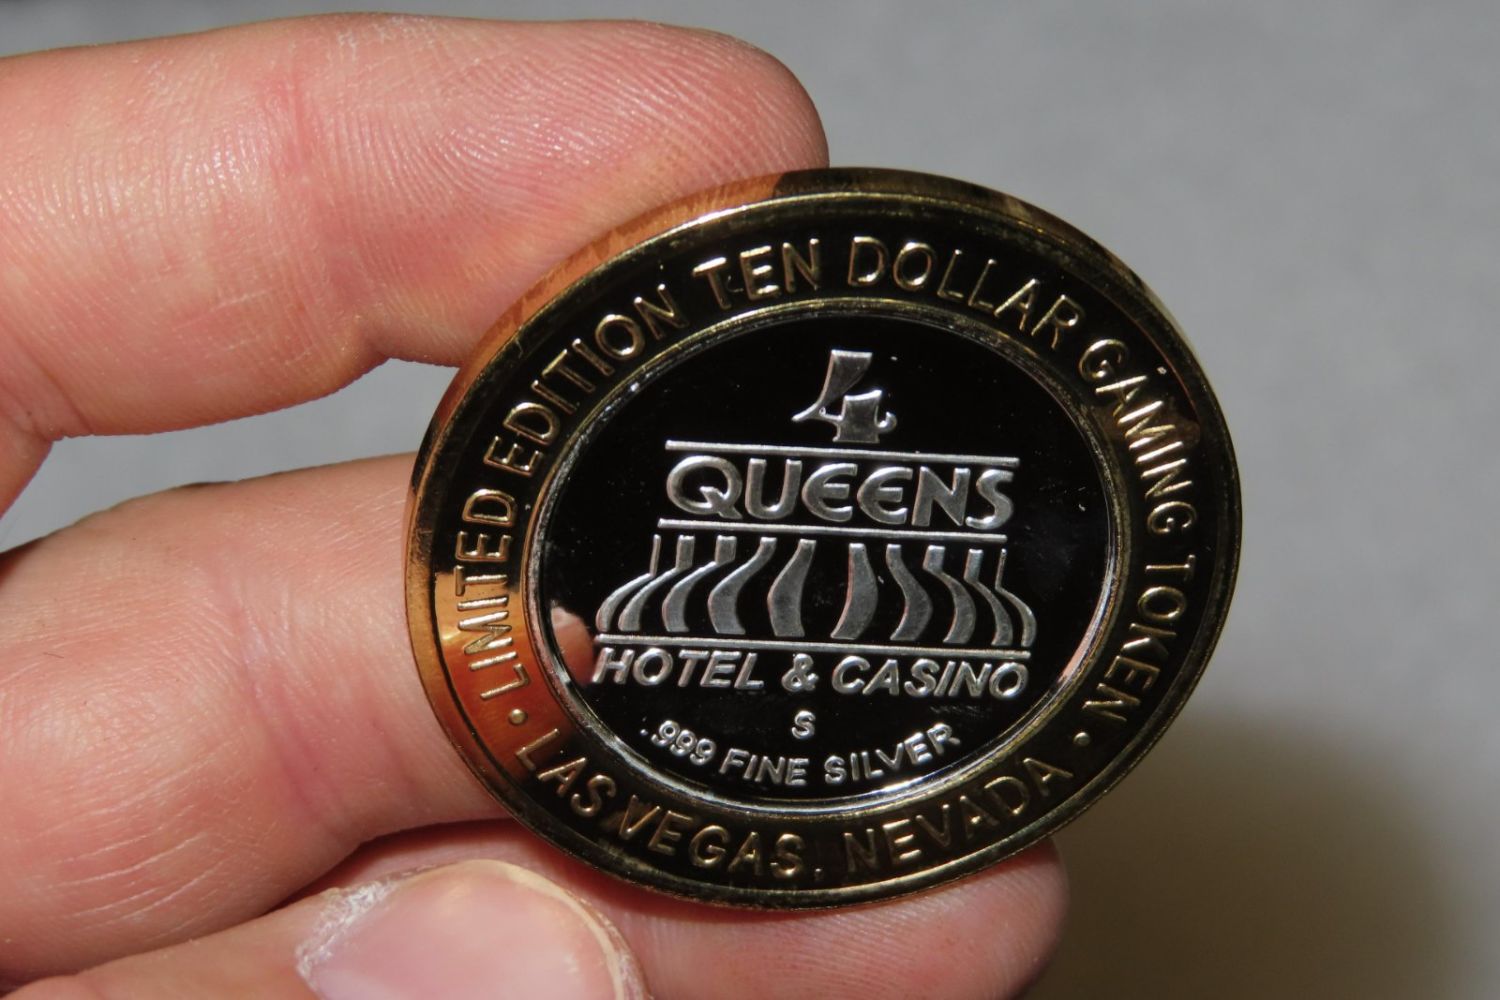 LIMITED EDITION TEN DOLLAR GAMING TOKEN
4
QUEENS
HOTEL & CASINO
S
.999 FINE SILVER
• LAS VEGAS, NEVADA •